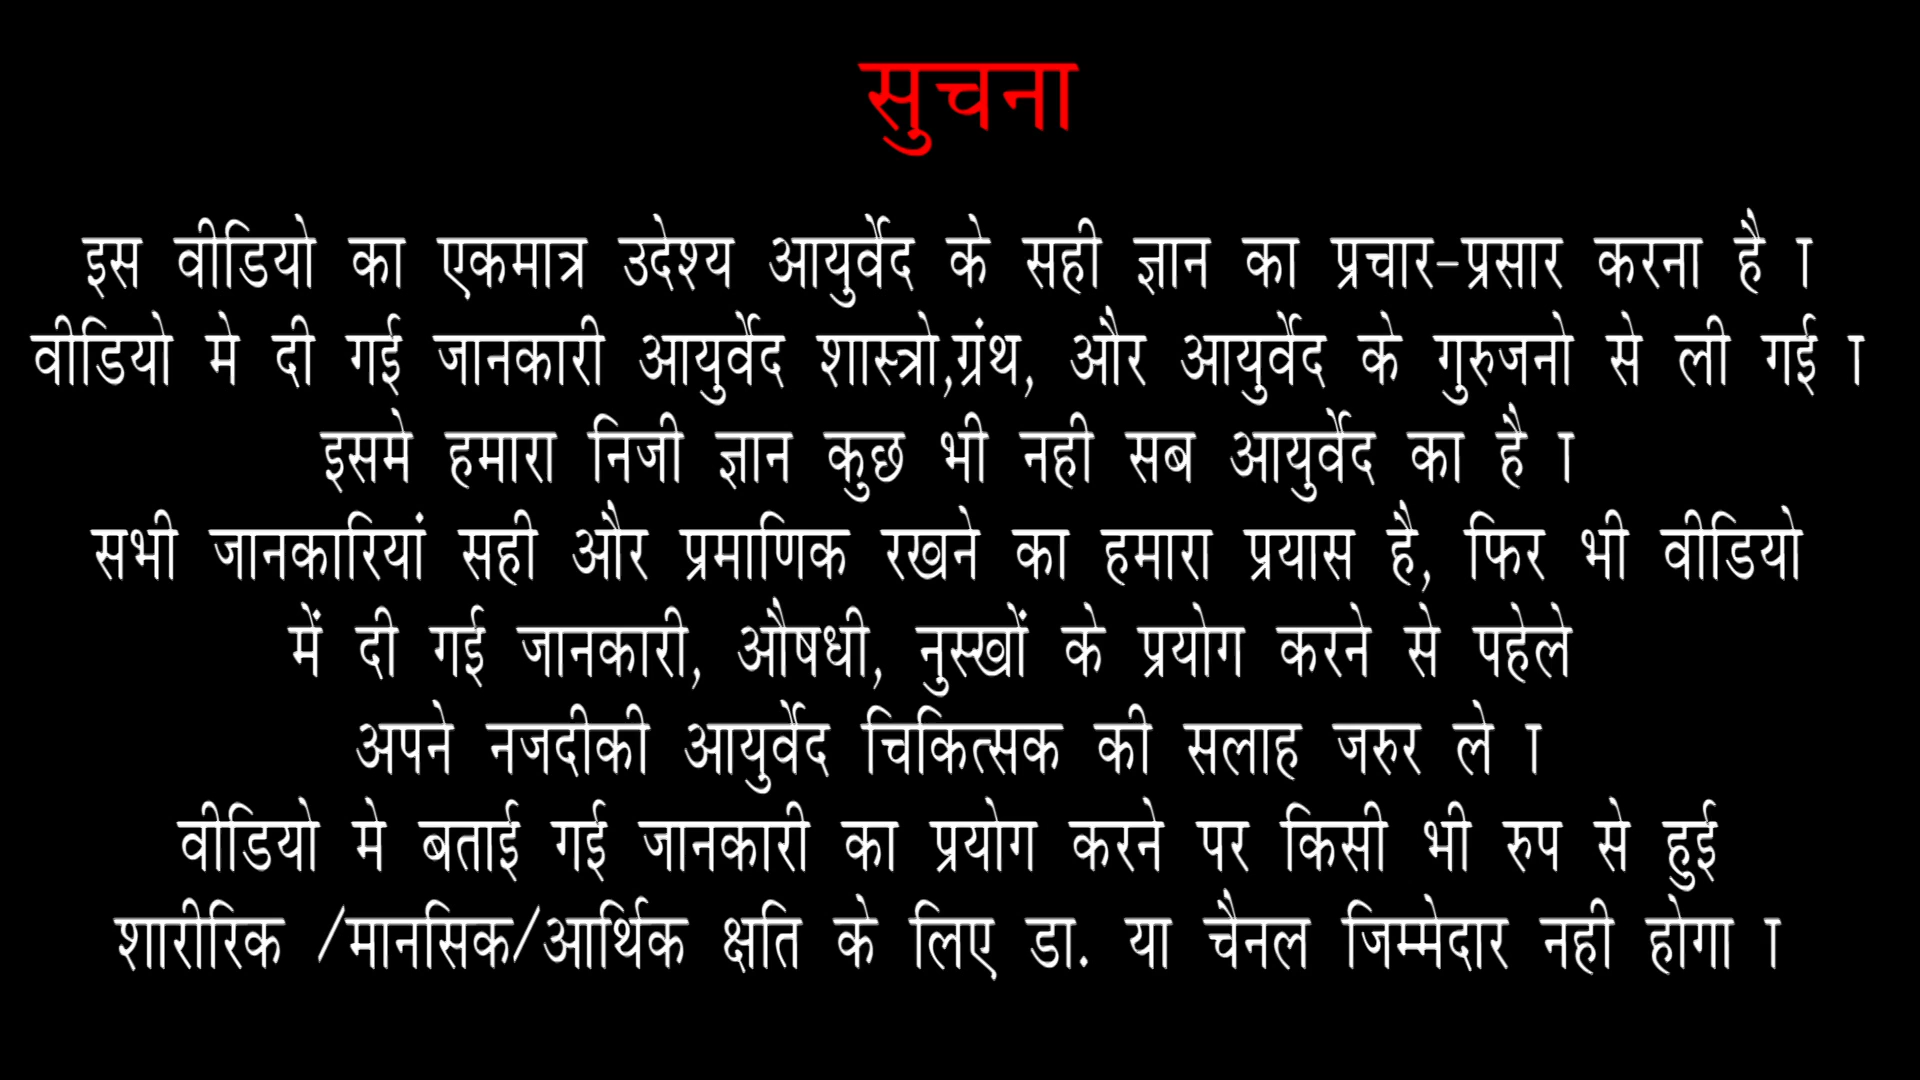 सुचना
इस वीडियो का एकमात्र उदेश्य आयुर्वेद के सही ज्ञान का प्रचार-प्रसार करना है ा
वीडियो मे दी गई जानकारी आयुर्वेद शास्त्रो,ग्रंथ, और आयुर्वेद के गुरुजनो से ली गई ा
इसमे हमारा निजी ज्ञान कुछ भी नही सब आयुर्वेद का है ा
सभी जानकारियां सही और प्रमाणिक रखने का हमारा प्रयास है, फिर भी वीडियो
में दी गई जानकारी, औषधी, नुस्खों के प्रयोग करने से पहेले
अपने नजदीकी आयुर्वेद चिकित्सक की सलाह जरुर ले ा
वीडियो मे बताई गई जानकारी का प्रयोग करने पर किसी भी रुप से हुई
शारीरिक /मानसिक/आर्थिक क्षति के लिए डा. या चैनल जिम्मेदार नही होगा ा